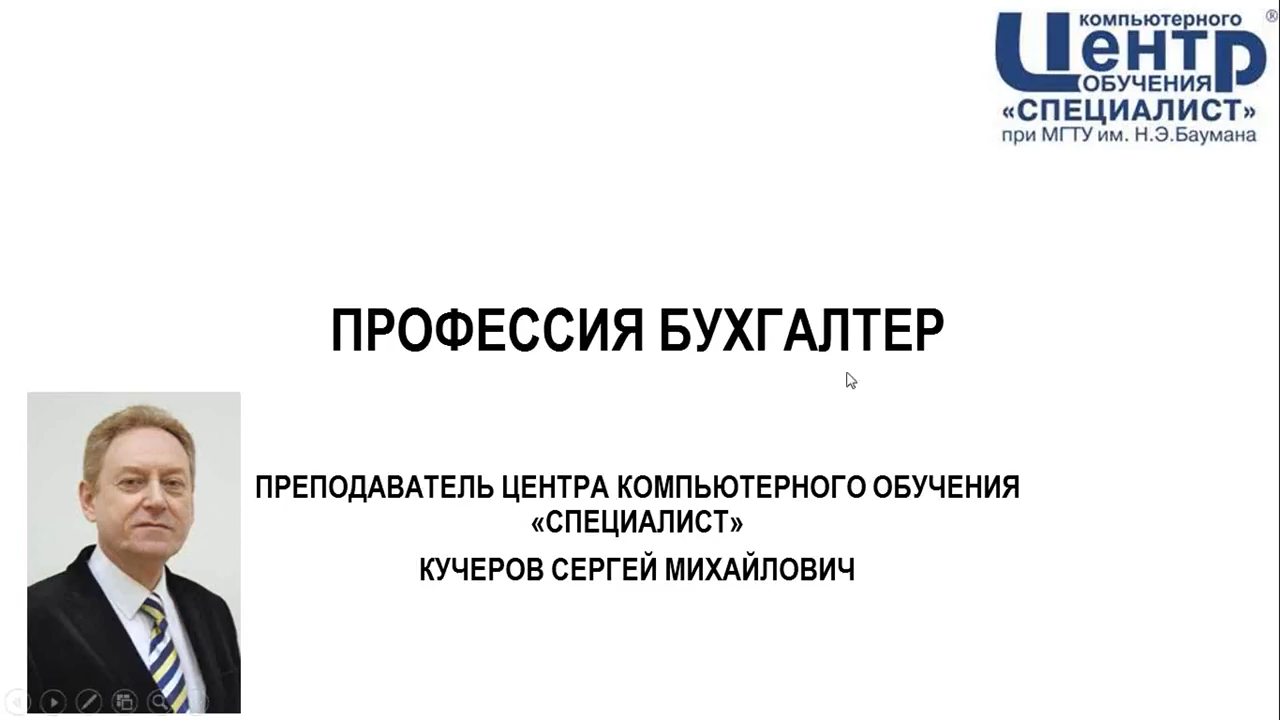 компьютерного
Центр
®
ОБУЧЕНИЯ
«СПЕЦИАЛИСТ»
при МГТУ им. Н.Э.Баумана
ПРОФЕССИЯ БУХГАЛТЕР
ПРЕПОДАВАТЕЛЬ ЦЕНТРА КОМПЬЮТЕРНОГО ОБУЧЕНИЯ
«СПЕЦИАЛИСТ»
КУЧЕРОВ СЕРГЕЙ МИХАЙЛОВИЧ